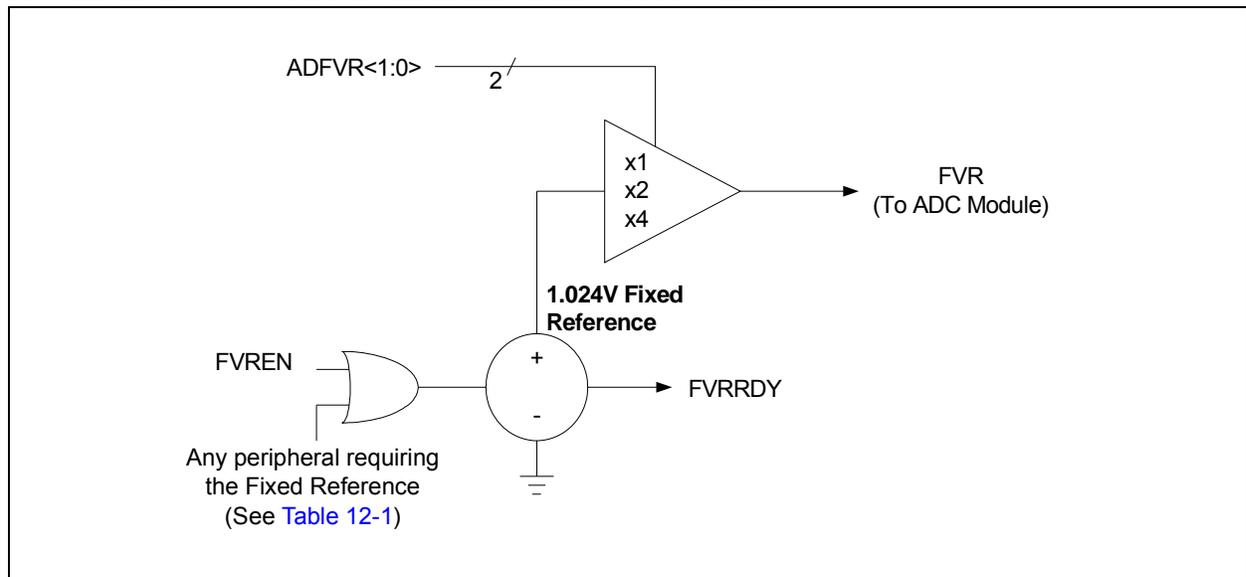 ADFVR<1:0>
2
x1
x2
x4
FVR
(To ADC Module)
1.024V Fixed
Reference
+
-
FVREN
FVRRDY
Any peripheral requiring
the Fixed Reference
(See Table 12-1)